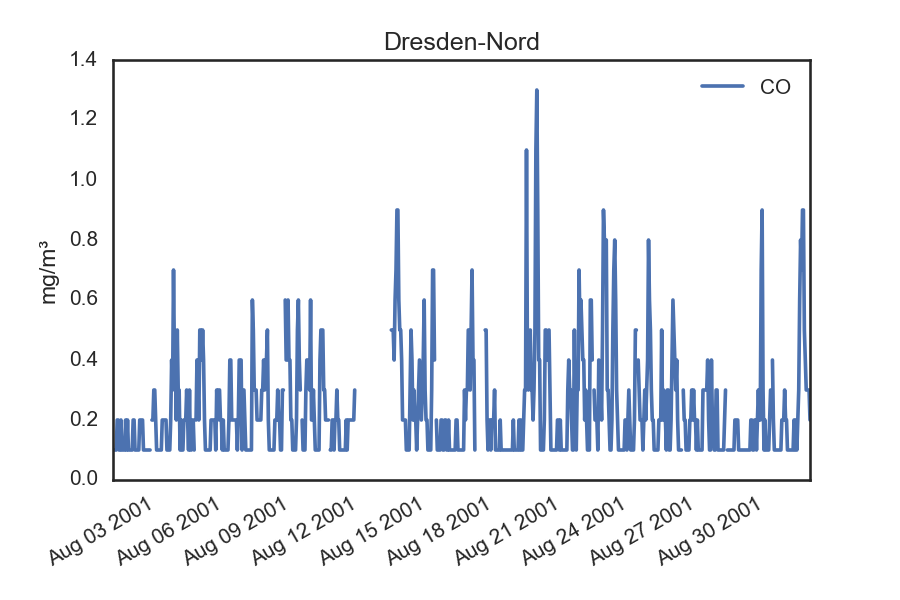 Dresden-Nord
CO
mg/m³
1.4
1.2
1.0
0.8
0.6
0.4
0.2
0.0
Aug 03 2001
Aug 06 2001
Aug 09 2001
Aug 12 2001
Aug 15 2001
Aug 18 2001
Aug 21 2001
Aug 24 2001
Aug 27 2001
Aug 30 2001